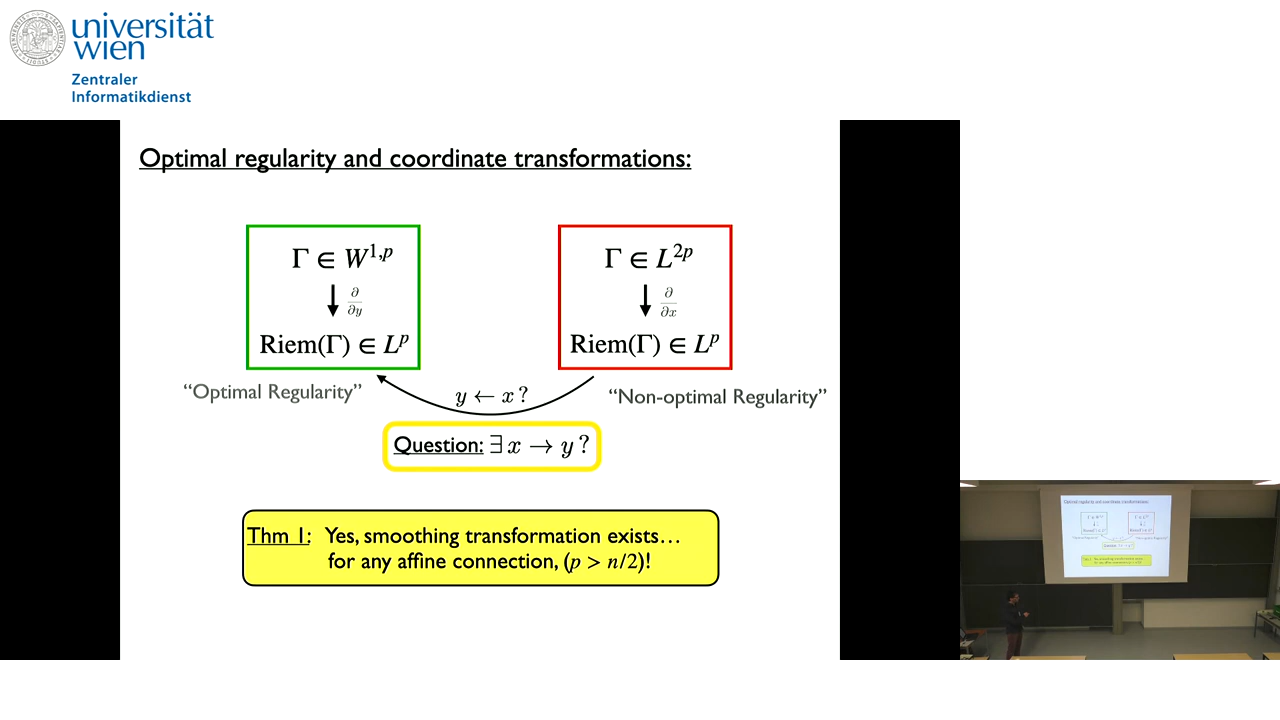 universität
wien
Zentraler
Informatikdienst
Optimal regularity and coordinate transformations:
Γ ∈ W^{1,p}
↓ ∂/∂y
Riem(Γ) ∈ L^p
"Optimal Regularity"
Γ ∈ L^{2p}
↓ ∂/∂x
Riem(Γ) ∈ L^p
"Non-optimal Regularity"
y ← x ?
Question: ∃ x → y ?
Thm 1: Yes, smoothing transformation exists…
for any affine connection, (p > n/2)!